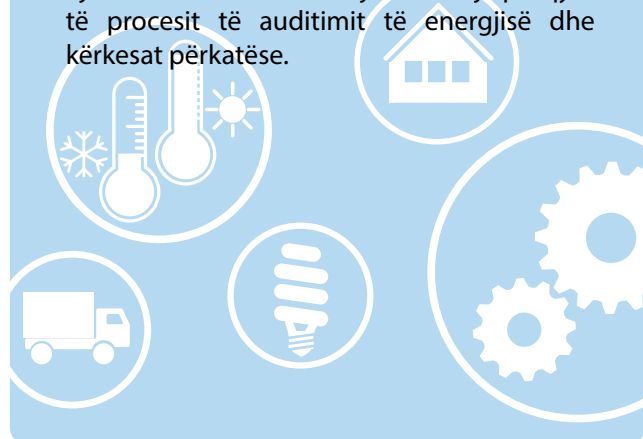 të procesit të auditimit të energjisë dhe
kërkesat përkatëse.